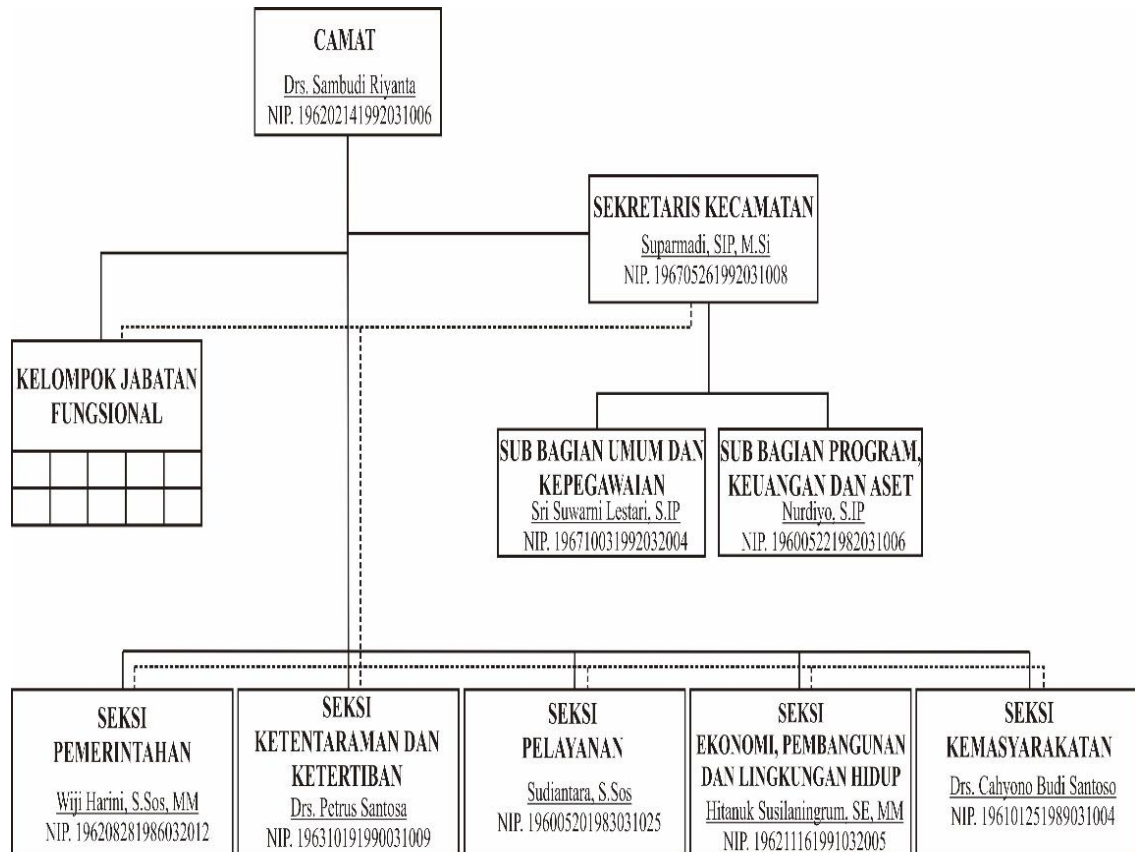 CAMAT
Drs. Sambudi Riyanta
NIP. 196202141992031006
SEKRETARIS KECAMATAN
Suparmadi, SIP, M.Si
NIP. 196705261992031008
KELOMPOK JABATAN
FUNGSIONAL
SUB BAGIAN UMUM DAN
KEPEGAWAIAN
Sri Suwarni Lestari, S.IP
NIP. 196710031992032004
SUB BAGIAN PROGRAM,
KEUANGAN DAN ASET
Nurdiyo, S.IP
NIP. 196005221982031006
SEKSI
PEMERINTAHAN
Wiji Harini, S.Sos, MM
NIP. 196208281986032012
SEKSI
KETENTARAMAN DAN
KETERTIBAN
Drs. Petrus Santosa
NIP. 196310191990031009
SEKSI
PELAYANAN
Sudiantara, S.Sos
NIP. 196005201983031025
SEKSI
EKONOMI, PEMBANGUNAN
DAN LINGKUNGAN HIDUP
Hitanuk Susilaningrum, SE, MM
NIP. 196211161991032005
SEKSI
KEMASYARAKATAN
Drs. Cahyono Budi Santoso
NIP. 196101251989031004